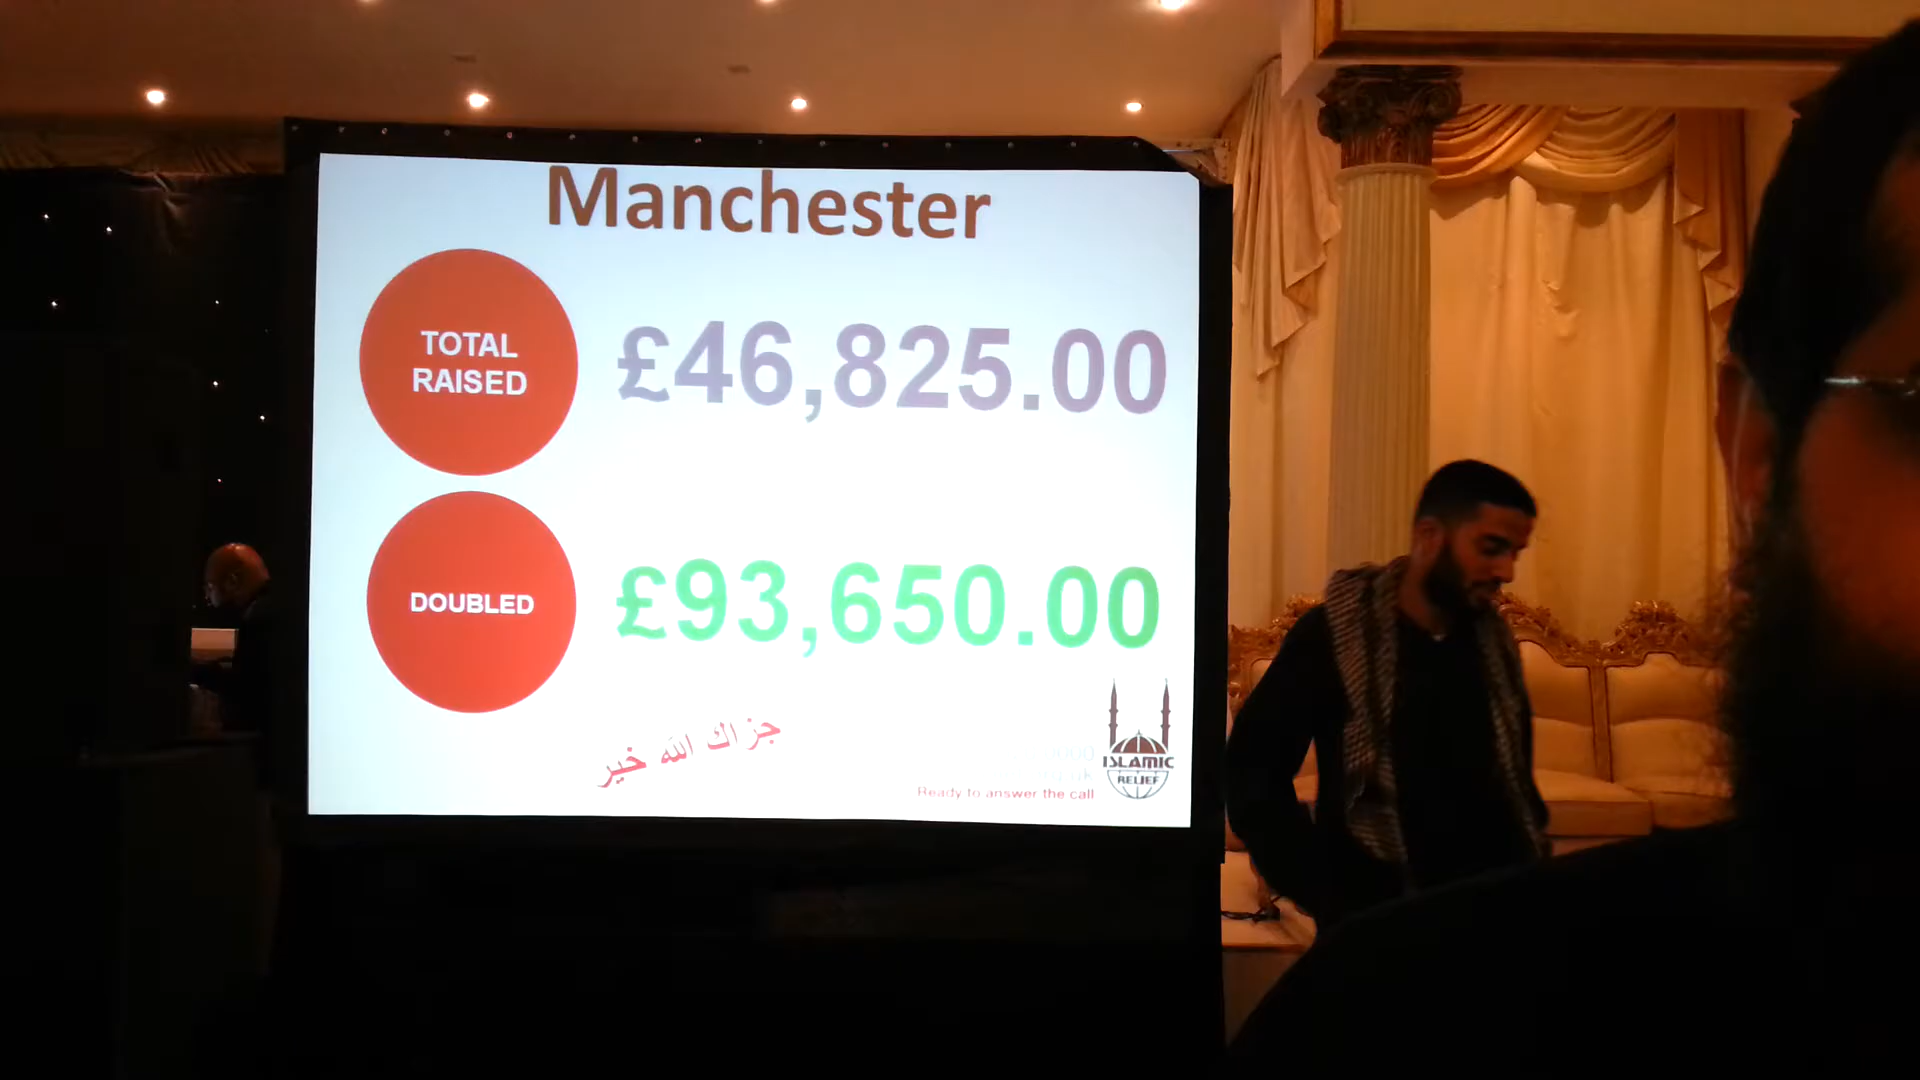 Manchester
TOTAL
RAISED
£46,825.00
DOUBLED
£93,650.00
جزاك الله خير
ISLAMIC
RELIEF
Ready to answer the call